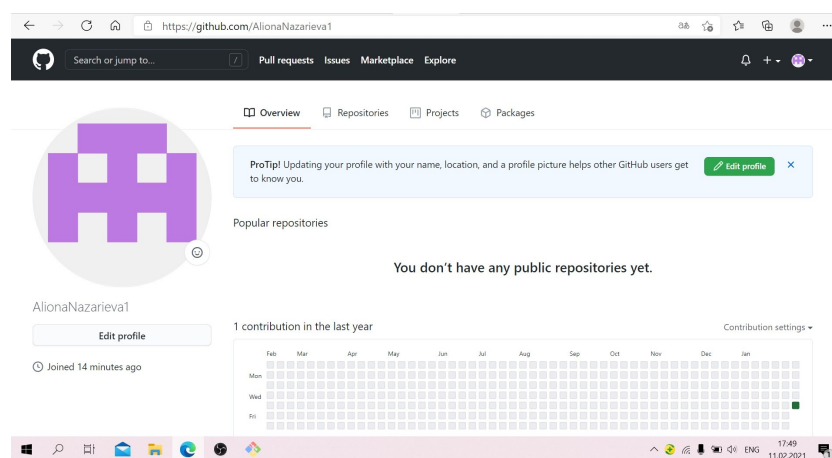 https://github.com/AlionaNazarieva1
Search or jump to...
/
Pull requests Issues Marketplace Explore
Overview Repositories Projects Packages
ProTip! Updating your profile with your name, location, and a profile picture helps other GitHub users get
to know you.
Edit profile
Popular repositories
You don't have any public repositories yet.
AlionaNazarieva1
Edit profile
Joined 14 minutes ago
1 contribution in the last year
Contribution settings
Feb Mar Apr May Jun Jul Aug Sep Oct Nov Dec Jan
Mon
Wed
Fri
ENG
17:49
11.02.2021